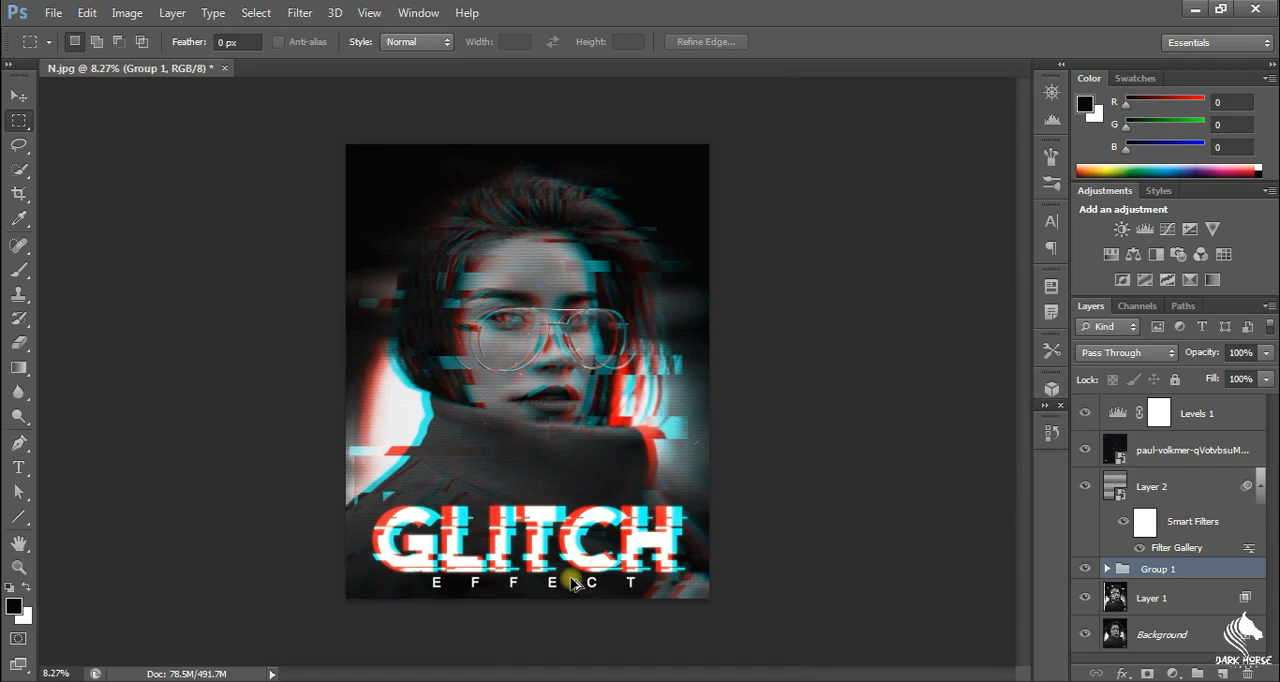 Ps File Edit Image Layer Type Select Filter 3D View Window Help
Feather: 0 px Anti-alias Style: Normal Width: Height: Refine Edge... Essentials
N.jpg @ 8.27% (Group 1, RGB/8) * ×
Color Swatches
R 0
G 0
B 0
Adjustments Styles
Add an adjustment
Layers Channels Paths
Kind
Pass Through Opacity: 100%
Lock: Fill: 100%
Levels 1
paul-volkmer-qVotvbsuM...
Layer 2
Smart Filters
Filter Gallery
Group 1
Layer 1
Background
GLITCH
EFFECT
DARK HORSE
8.27% Doc: 78.5M/491.7M